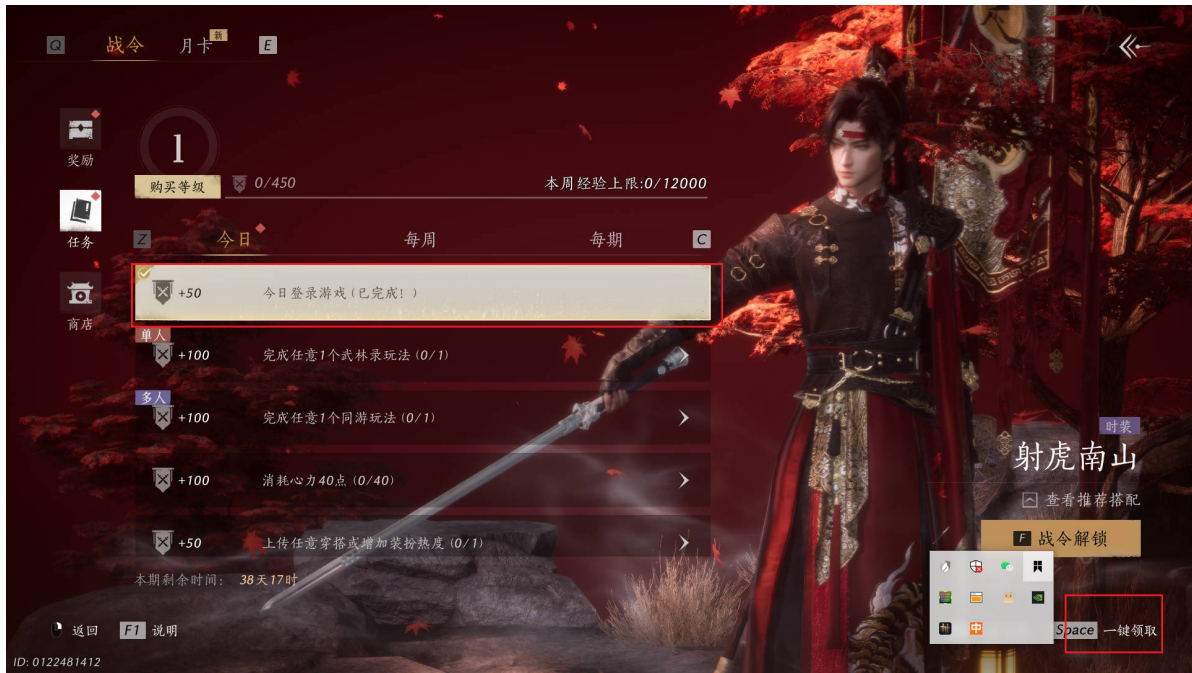 Q 战令 月卡 新 E
奖励
1
购买等级 0/450 本周经验上限:0/12000
任务
Z 今日 每周 每期 C
+50 今日登录游戏(已完成!)
商店
单人
+100 完成任意1个武林录玩法(0/1)
多人
+100 完成任意1个同游玩法(0/1)
+100 消耗心力40点(0/40)
+50 上传任意穿搭或增加装扮热度(0/1)
本期剩余时间: 38天17时
时装
射虎南山
查看推荐搭配
F 战令解锁
中
返回 F1 说明
Space 一键领取
ID: 0122481412